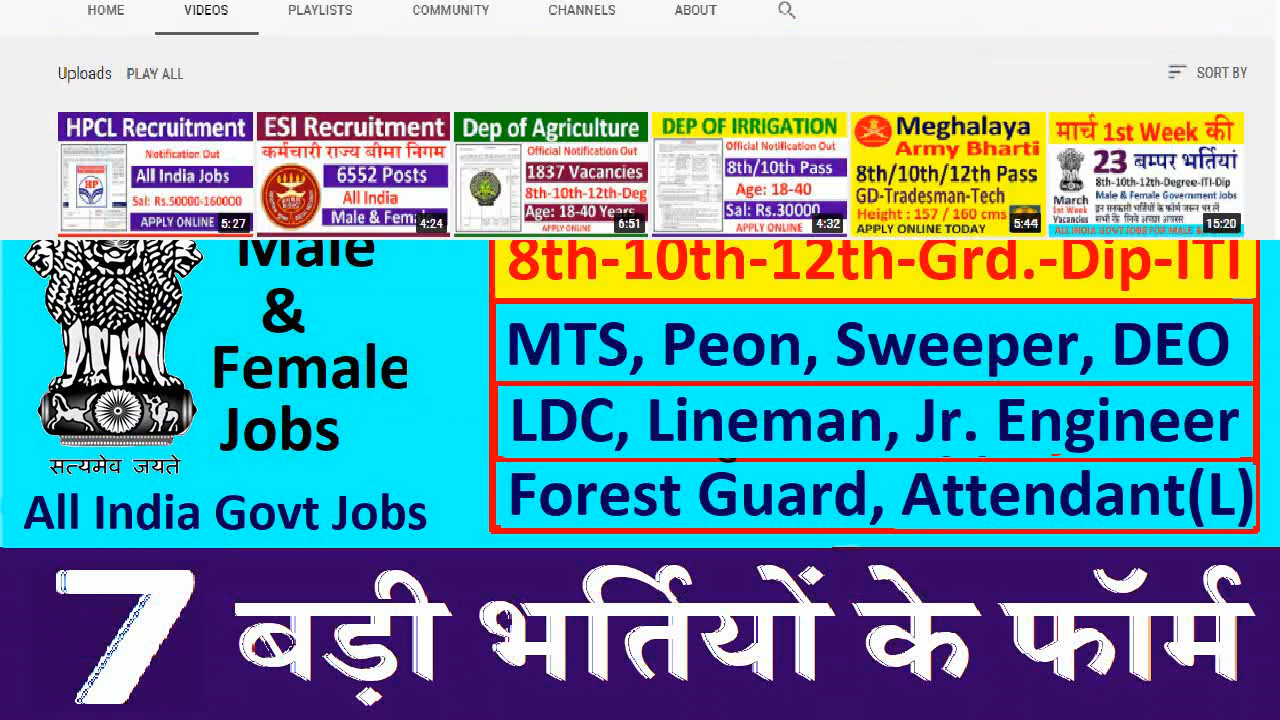 HOME VIDEOS PLAYLISTS COMMUNITY CHANNELS ABOUT
Uploads PLAY ALL SORT BY
HPCL Recruitment
Notification Out
HP
All India Jobs
Sal: Rs.50000-160000
APPLY ONLINE
5:27
ESI Recruitment
कर्मचारी राज्य बीमा निगम
6552 Posts
All India
Male & Fema
4:24
Dep of Agriculture
Official Notification Out
1837 Vacancies
8th-10th-12th-Deg
Age: 18-40 Years
APPLY ONLINE
6:51
DEP OF IRRIGATION
Official Notification Out
8th/10th Pass
Age: 18-40
Sal: Rs.30000
APPLY ONLINE
4:32
Meghalaya
Army Bharti
8th/10th/12th Pass
GD-Tradesman-Tech
Height : 157 / 160 cms
APPLY ONLINE TODAY
5:44
मार्च 1st Week की
23 बम्पर भर्तियां
8th-10th-12th-Degree-ITI-Dip
Male & Female Government Jobs
March
1st Week
Vacancies
15:20
ALL INDIA GOVT JOBS FOR MALE &
Male
&
Female
Jobs
सत्यमेव जयते
All India Govt Jobs
8th-10th-12th-Grd.-Dip-ITI
MTS, Peon, Sweeper, DEO
LDC, Lineman, Jr. Engineer
Forest Guard, Attendant(L)
7 बड़ी भर्तियों के फॉर्म